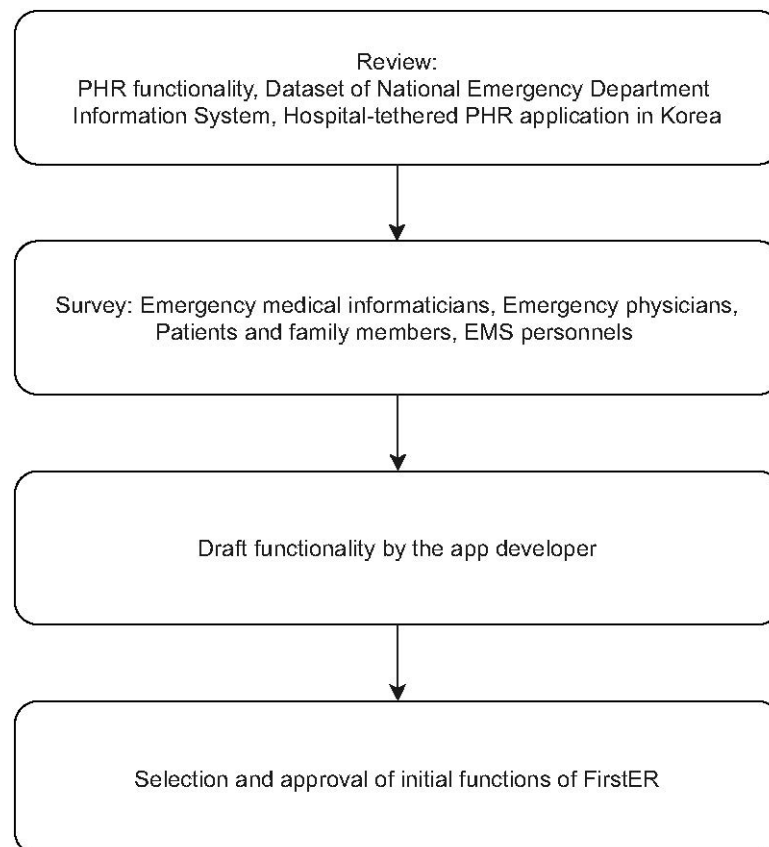 Review:
PHR functionality, Dataset of National Emergency Department
Information System, Hospital-tethered PHR application in Korea
Survey: Emergency medical informaticians, Emergency physicians,
Patients and family members, EMS personnels
Draft functionality by the app developer
Selection and approval of initial functions of FirstER